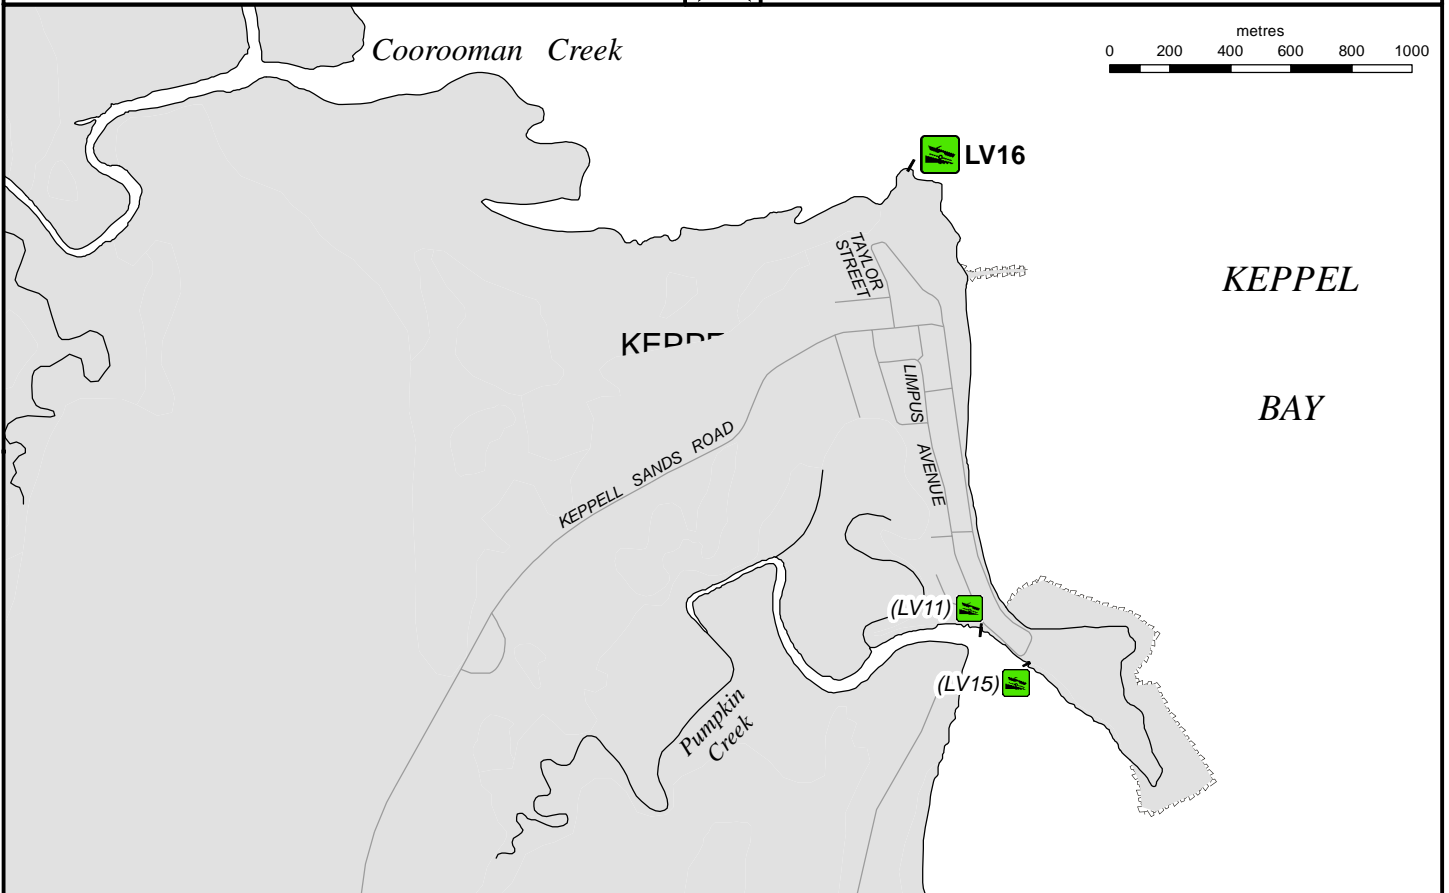 Coorooman Creek
metres
0 200 400 600 800 1000
LV16
TAYLOR
STREET
KEPPEL
BAY
LIMPUS
AVENUE
KEPPELL SANDS ROAD
(LV11)
(LV15)
Pumpkin
Creek